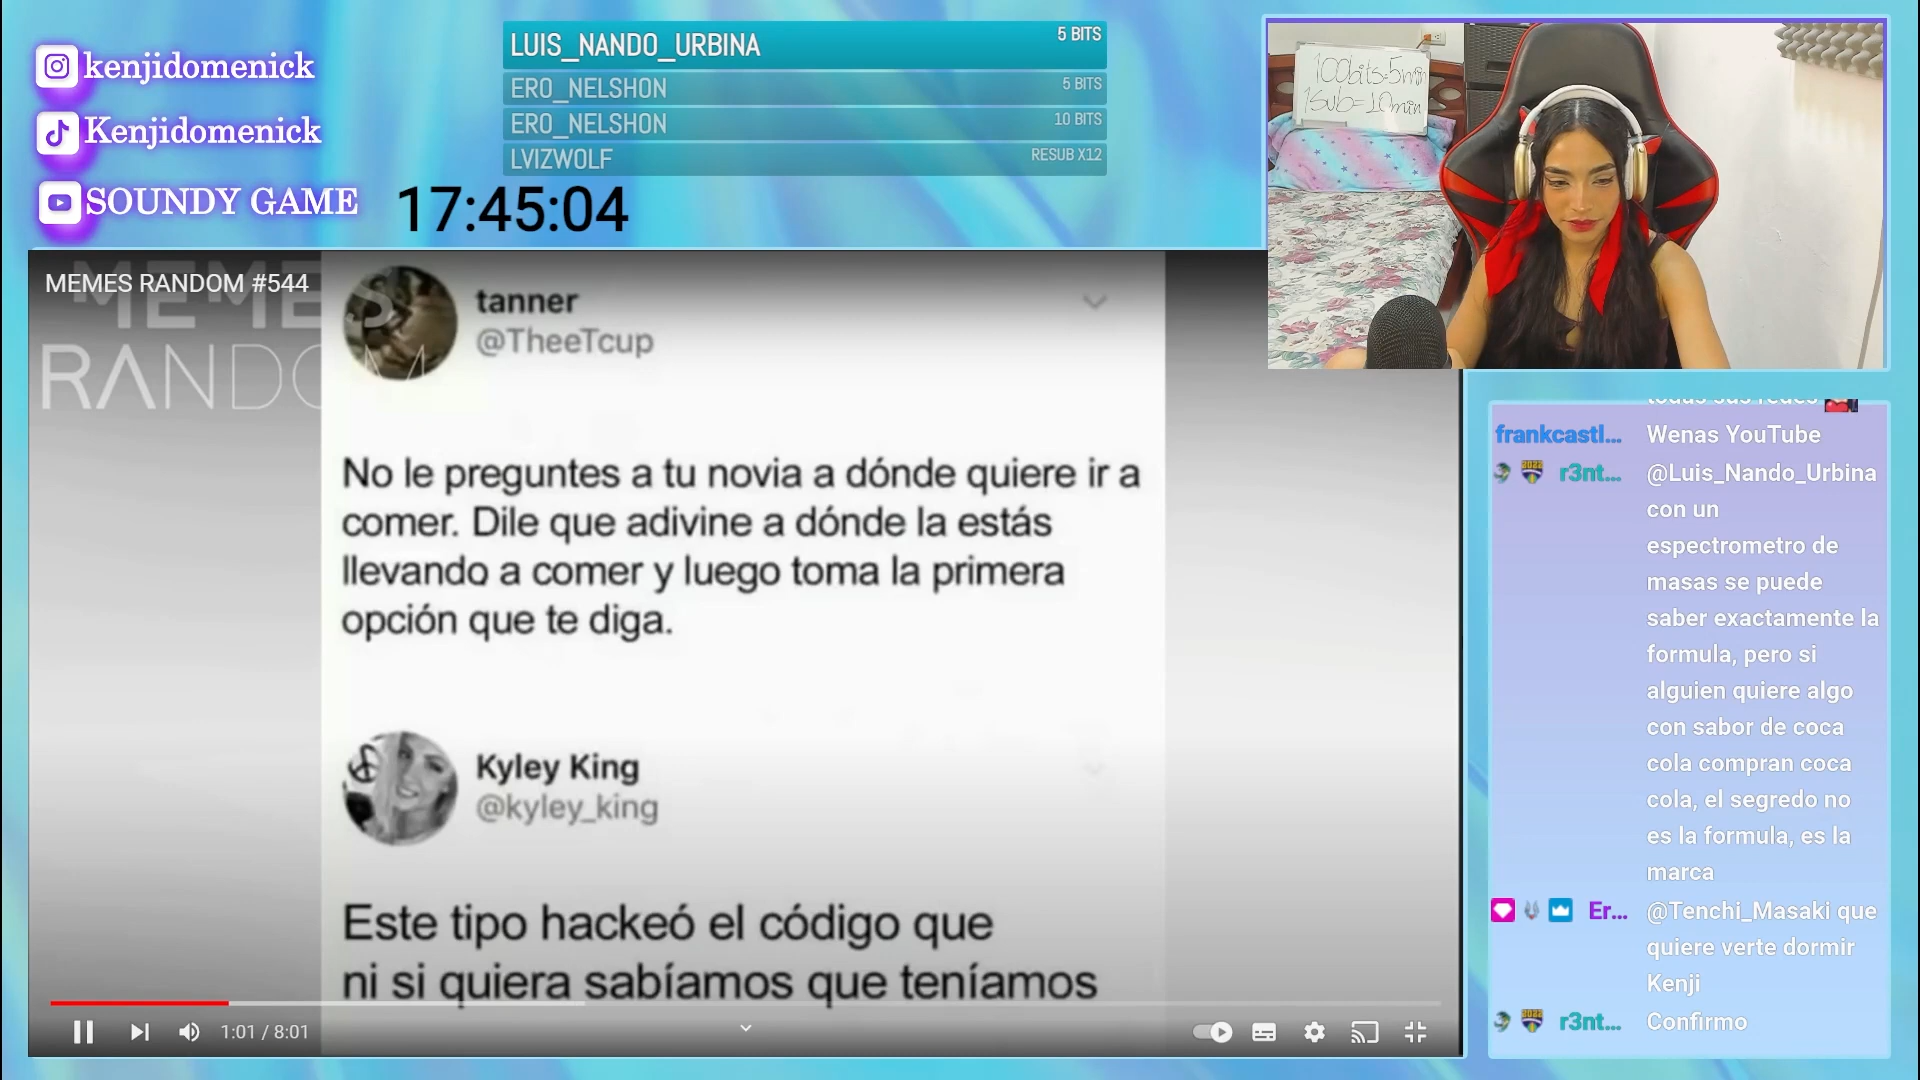 kenjidomenick
Kenjidomenick
SOUNDY GAME
LUIS_NANDO_URBINA 5 BITS
ERO_NELSHON 5 BITS
ERO_NELSHON 10 BITS
LVIZWOLF RESUB X12
17:45:04
100bits=5min
1Sub=10min
MEMES RANDOM #544
MEMES
RANDOM
tanner
@TheeTcup
No le preguntes a tu novia a dónde quiere ir a
comer. Dile que adivine a dónde la estás
llevando a comer y luego toma la primera
opción que te diga.
Kyley King
@kyley_king
Este tipo hackeó el código que
ni si quiera sabíamos que teníamos
1:01 / 8:01
todas sus redes
frankcastl... Wenas YouTube
r3nt... @Luis_Nando_Urbina
con un
espectrometro de
masas se puede
saber exactamente la
formula, pero si
alguien quiere algo
con sabor de coca
cola compran coca
cola, el segredo no
es la formula, es la
marca
Er... @Tenchi_Masaki que
quiere verte dormir
Kenji
r3nt... Confirmo